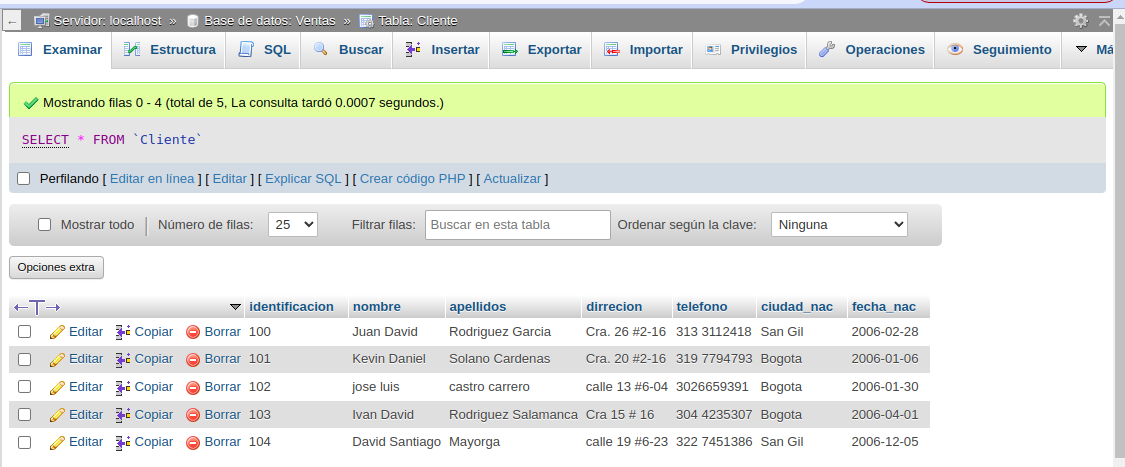 Servidor: localhost » Base de datos: Ventas » Tabla: Cliente
Examinar Estructura SQL Buscar Insertar Exportar Importar Privilegios Operaciones Seguimiento Má
Mostrando filas 0 - 4 (total de 5, La consulta tardó 0.0007 segundos.)
SELECT * FROM `Cliente`
Perfilando [ Editar en línea ] [ Editar ] [ Explicar SQL ] [ Crear código PHP ] [ Actualizar ]
Mostrar todo Número de filas: 25 Filtrar filas: Buscar en esta tabla Ordenar según la clave: Ninguna
Opciones extra
identificacion nombre apellidos dirrecion telefono ciudad_nac fecha_nac
Editar Copiar Borrar 100 Juan David Rodriguez Garcia Cra. 26 #2-16 313 3112418 San Gil 2006-02-28
Editar Copiar Borrar 101 Kevin Daniel Solano Cardenas Cra. 20 #2-16 319 7794793 Bogota 2006-01-06
Editar Copiar Borrar 102 jose luis castro carrero calle 13 #6-04 3026659391 Bogota 2006-01-30
Editar Copiar Borrar 103 Ivan David Rodriguez Salamanca Cra 15 # 16 304 4235307 Bogota 2006-04-01
Editar Copiar Borrar 104 David Santiago Mayorga calle 19 #6-23 322 7451386 San Gil 2006-12-05